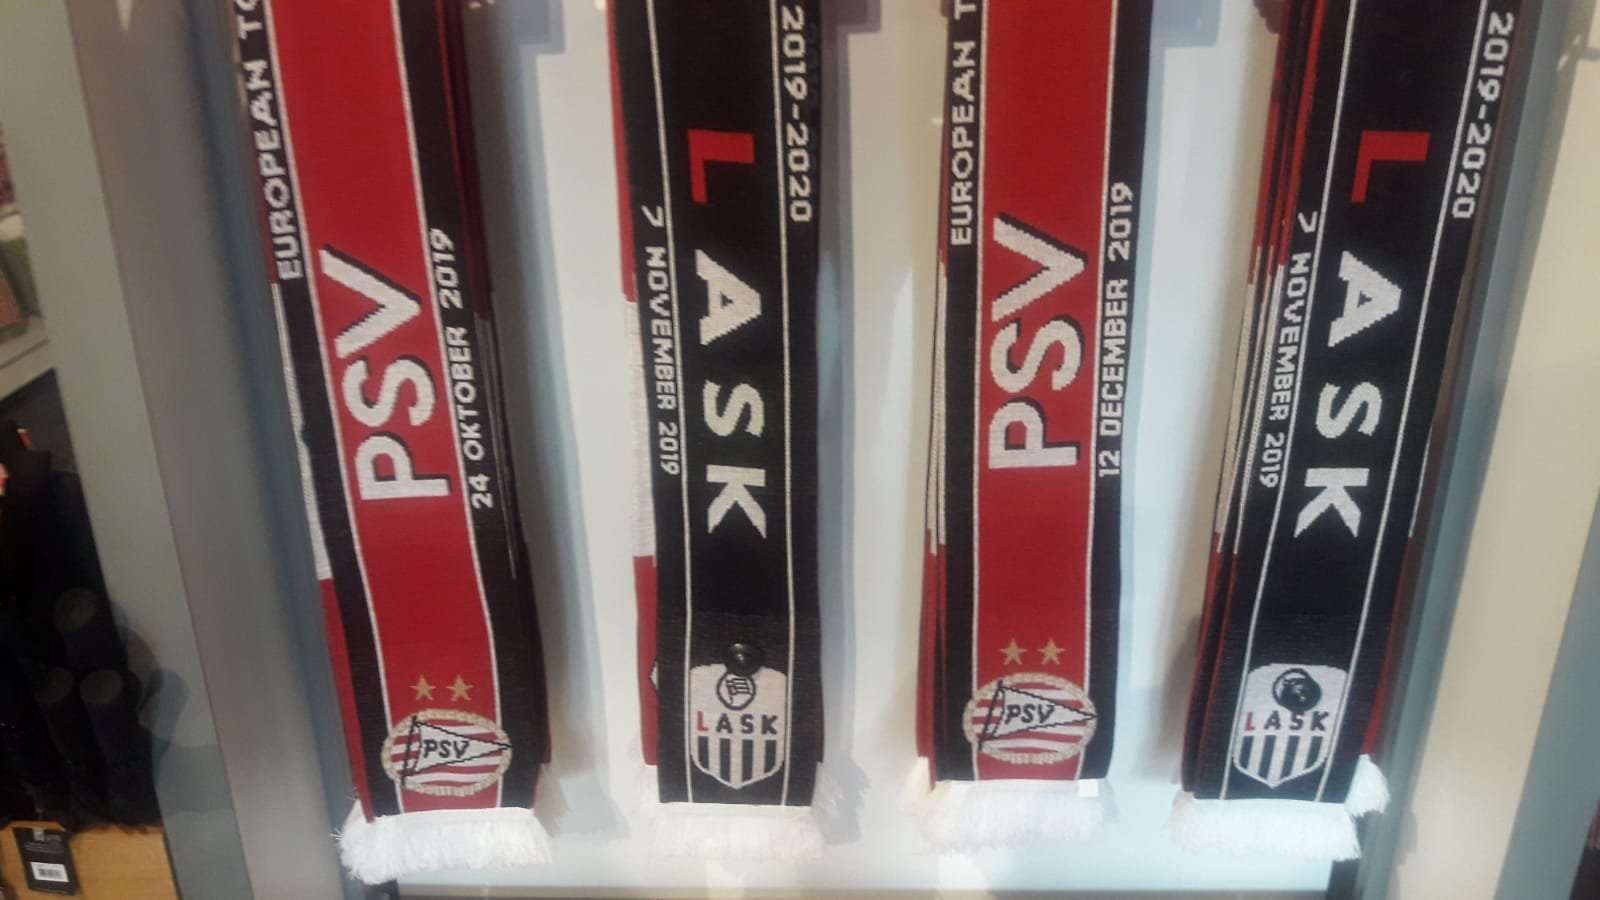 EUROPEAN TO
PSV
24 OKTOBER 2019
PSV
2019-2020
LASK
7 NOVEMBER 2019
LASK
EUROPEAN T
PSV
12 DECEMBER 2019
PSV
2019-2020
LASK
7 NOVEMBER 2019
LASK